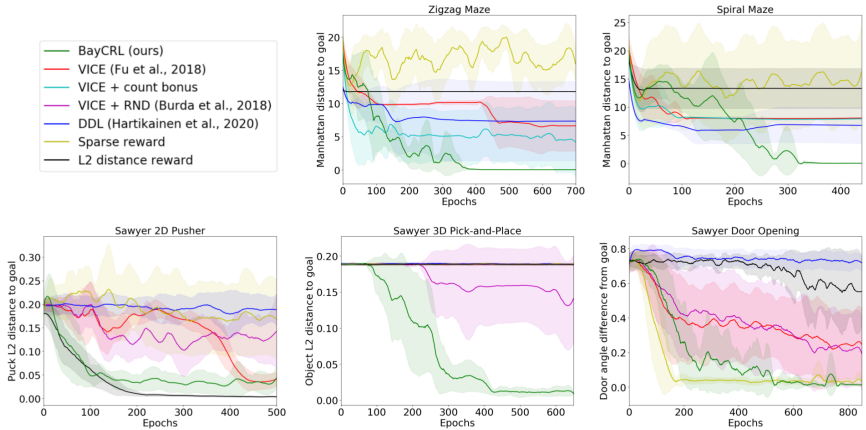 BayCRL (ours)
VICE (Fu et al., 2018)
VICE + count bonus
VICE + RND (Burda et al., 2018)
DDL (Hartikainen et al., 2020)
Sparse reward
L2 distance reward
Zigzag Maze
Manhattan distance to goal
25
20
15
10
5
0
0 100 200 300 400 500 600 700
Epochs
Spiral Maze
Manhattan distance to goal
25
20
15
10
5
0
0 100 200 300 400
Epochs
Sawyer 2D Pusher
Puck L2 distance to goal
0.30
0.25
0.20
0.15
0.10
0.05
0.00
0 100 200 300 400 500
Epochs
Sawyer 3D Pick-and-Place
Object L2 distance to goal
0.20
0.15
0.10
0.05
0.00
0 100 200 300 400 500 600
Epochs
Sawyer Door Opening
Door angle difference from goal
0.8
0.6
0.4
0.2
0.0
0 200 400 600 800
Epochs